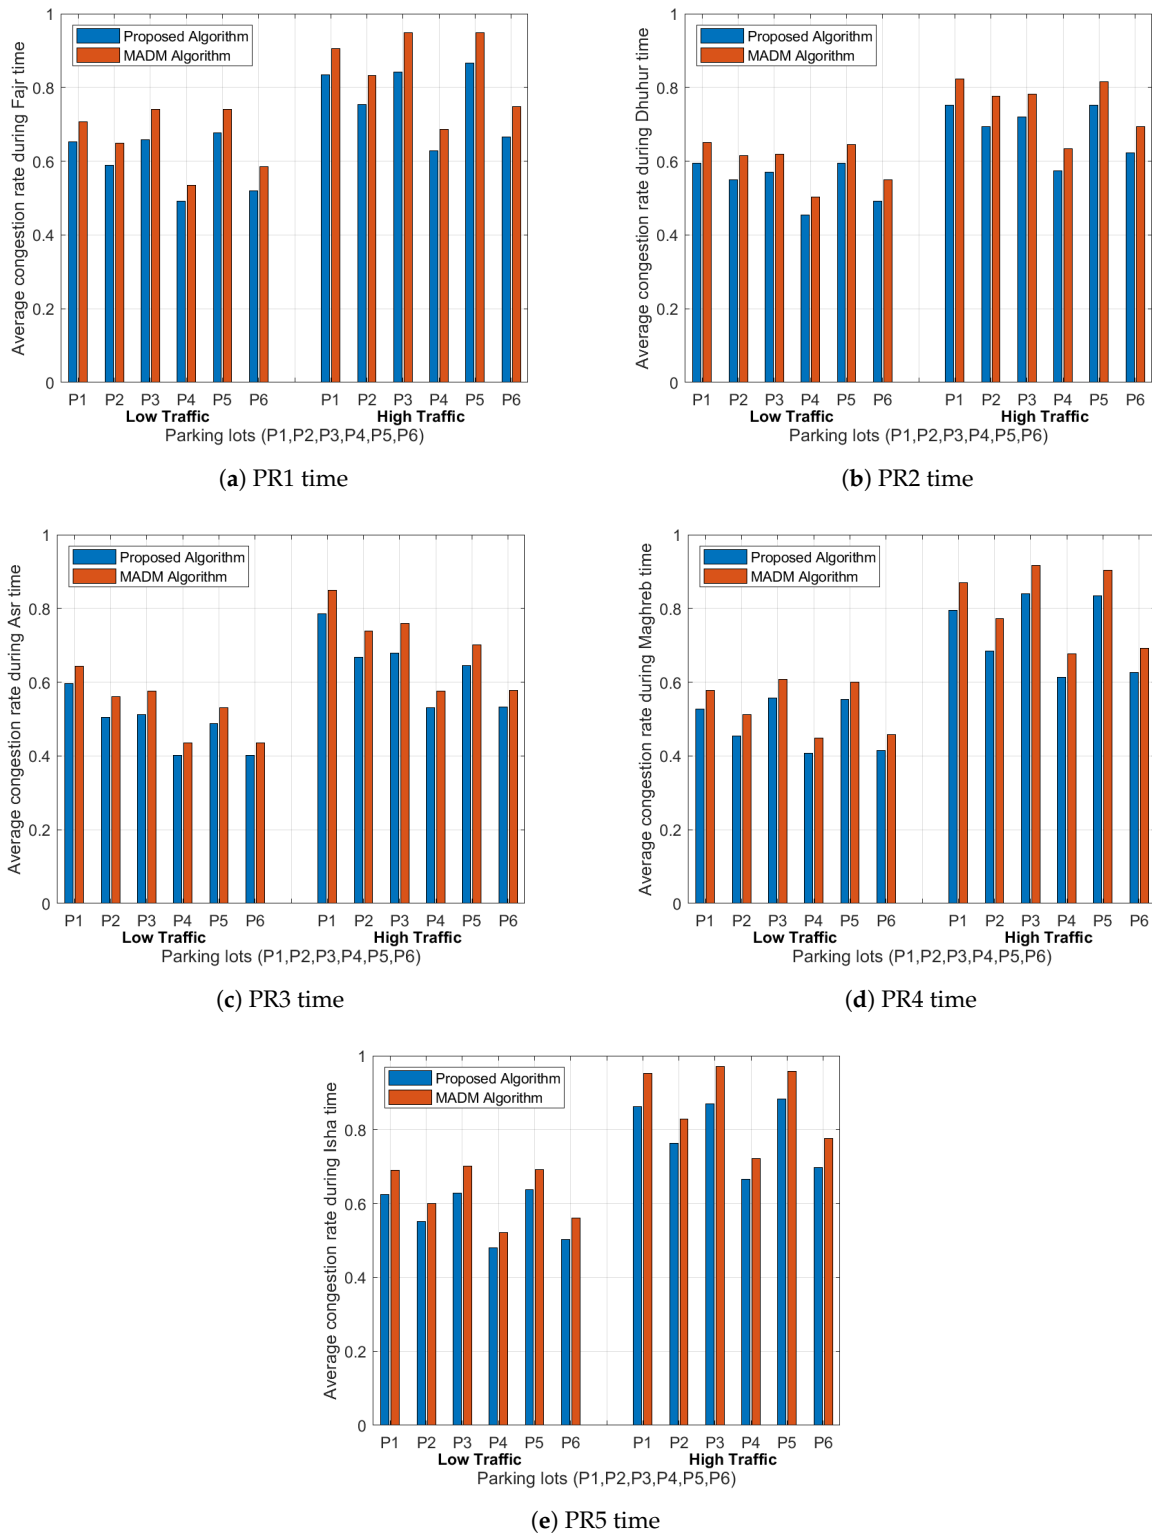 Average congestion rate during Fajr time
1
0.8
0.6
0.4
0.2
0
Proposed Algorithm
MADM Algorithm
P1 P2 P3 P4 P5 P6 P1 P2 P3 P4 P5 P6
Low Traffic High Traffic
Parking lots (P1,P2,P3,P4,P5,P6)
(a) PR1 time
Average congestion rate during Dhuhur time
1
0.8
0.6
0.4
0.2
0
Proposed Algorithm
MADM Algorithm
P1 P2 P3 P4 P5 P6 P1 P2 P3 P4 P5 P6
Low Traffic High Traffic
Parking lots (P1,P2,P3,P4,P5,P6)
(b) PR2 time
Average congestion rate during Asr time
1
0.8
0.6
0.4
0.2
0
Proposed Algorithm
MADM Algorithm
P1 P2 P3 P4 P5 P6 P1 P2 P3 P4 P5 P6
Low Traffic High Traffic
Parking lots (P1,P2,P3,P4,P5,P6)
(c) PR3 time
Average congestion rate during Maghreb time
1
0.8
0.6
0.4
0.2
0
Proposed Algorithm
MADM Algorithm
P1 P2 P3 P4 P5 P6 P1 P2 P3 P4 P5 P6
Low Traffic High Traffic
Parking lots (P1,P2,P3,P4,P5,P6)
(d) PR4 time
Average congestion rate during Isha time
1
0.8
0.6
0.4
0.2
0
Proposed Algorithm
MADM Algorithm
P1 P2 P3 P4 P5 P6 P1 P2 P3 P4 P5 P6
Low Traffic High Traffic
Parking lots (P1,P2,P3,P4,P5,P6)
(e) PR5 time